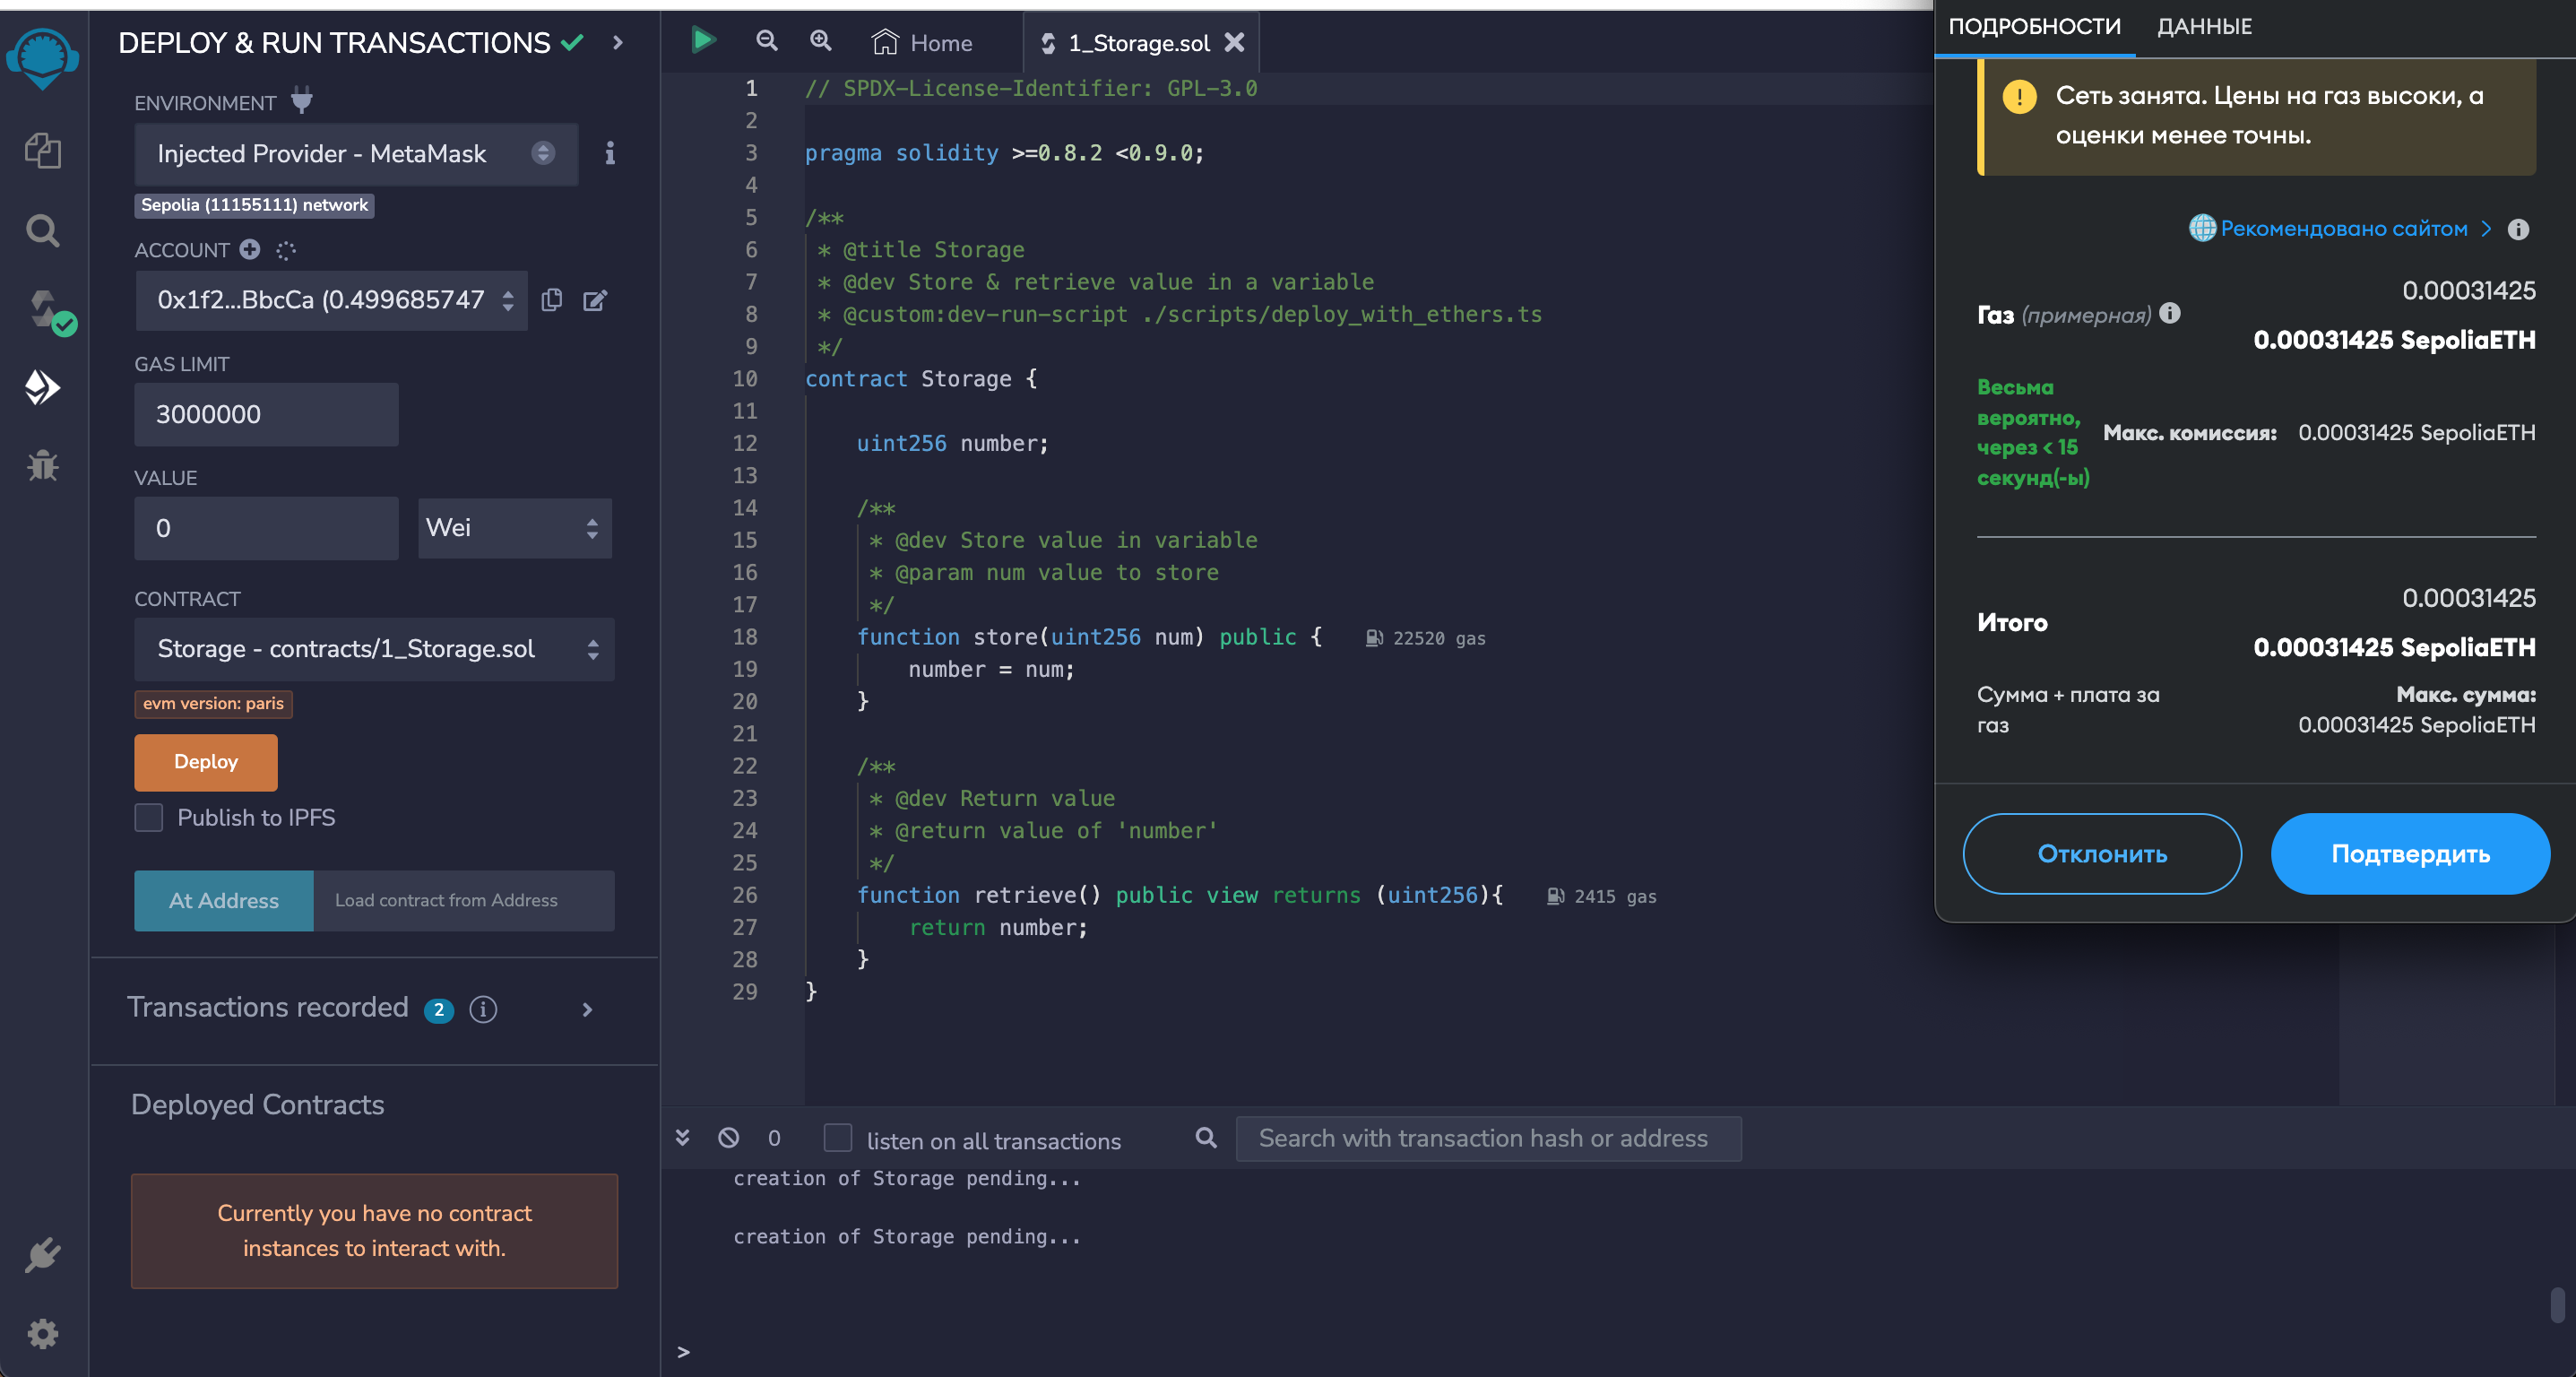 DEPLOY & RUN TRANSACTIONS
ENVIRONMENT
Injected Provider - MetaMask
Sepolia (11155111) network
ACCOUNT
0x1f2...BbcCa (0.499685747
GAS LIMIT
3000000
VALUE
0
Wei
CONTRACT
Storage - contracts/1_Storage.sol
evm version: paris
Deploy
Publish to IPFS
At Address
Load contract from Address
Transactions recorded 2
Deployed Contracts
Currently you have no contract
instances to interact with.
Home
1_Storage.sol
1 // SPDX-License-Identifier: GPL-3.0
2
3 pragma solidity >=0.8.2 <0.9.0;
4
5 /**
6 * @title Storage
7 * @dev Store & retrieve value in a variable
8 * @custom:dev-run-script ./scripts/deploy_with_ethers.ts
9 */
10 contract Storage {
11
12 uint256 number;
13
14 /**
15 * @dev Store value in variable
16 * @param num value to store
17 */
18 function store(uint256 num) public { 22520 gas
19 number = num;
20 }
21
22 /**
23 * @dev Return value
24 * @return value of 'number'
25 */
26 function retrieve() public view returns (uint256){ 2415 gas
27 return number;
28 }
29 }
0
listen on all transactions
Search with transaction hash or address
creation of Storage pending...
creation of Storage pending...
>
ПОДРОБНОСТИ
ДАННЫЕ
Сеть занята. Цены на газ высоки, а
оценки менее точны.
Рекомендовано сайтом >
Газ (примерная)
0.00031425
0.00031425 SepoliaETH
Весьма
вероятно,
через < 15
секунд(-ы)
Макс. комиссия: 0.00031425 SepoliaETH
Итого
0.00031425
0.00031425 SepoliaETH
Сумма + плата за
газ
Макс. сумма:
0.00031425 SepoliaETH
Отклонить
Подтвердить